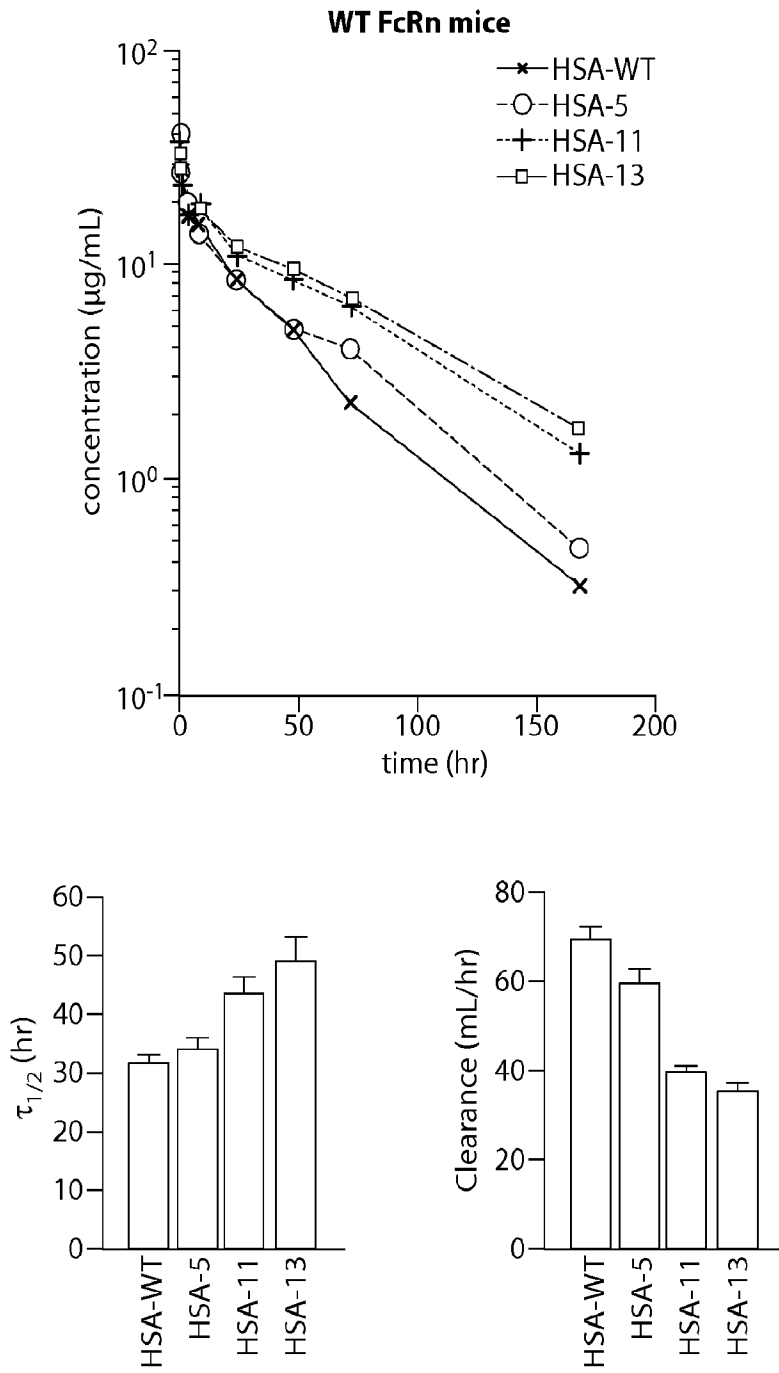 WT FcRn mice
HSA-WT
HSA-5
HSA-11
HSA-13
concentration (μg/mL)
10²
10¹
10⁰
10⁻¹
0 50 100 150 200
time (hr)
τ1/2 (hr)
60
50
40
30
20
10
0
HSA-WT
HSA-5
HSA-11
HSA-13
Clearance (mL/hr)
80
60
40
20
0
HSA-WT
HSA-5
HSA-11
HSA-13